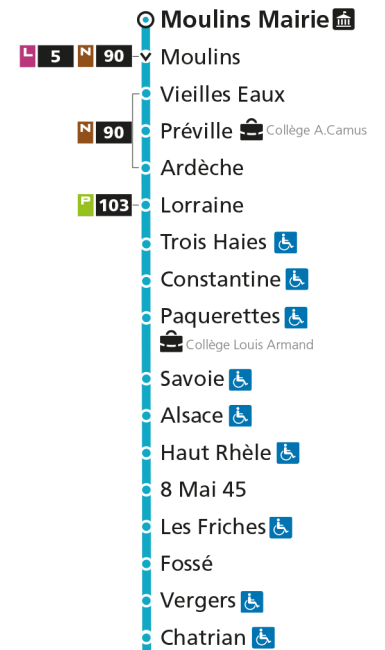 Moulins Mairie
L 5 N 90 Moulins
Vieilles Eaux
N 90 Préville Collège A.Camus
Ardèche
P 103 Lorraine
Trois Haies
Constantine
Paquerettes
Collège Louis Armand
Savoie
Alsace
Haut Rhèle
8 Mai 45
Les Friches
Fossé
Vergers
Chatrian